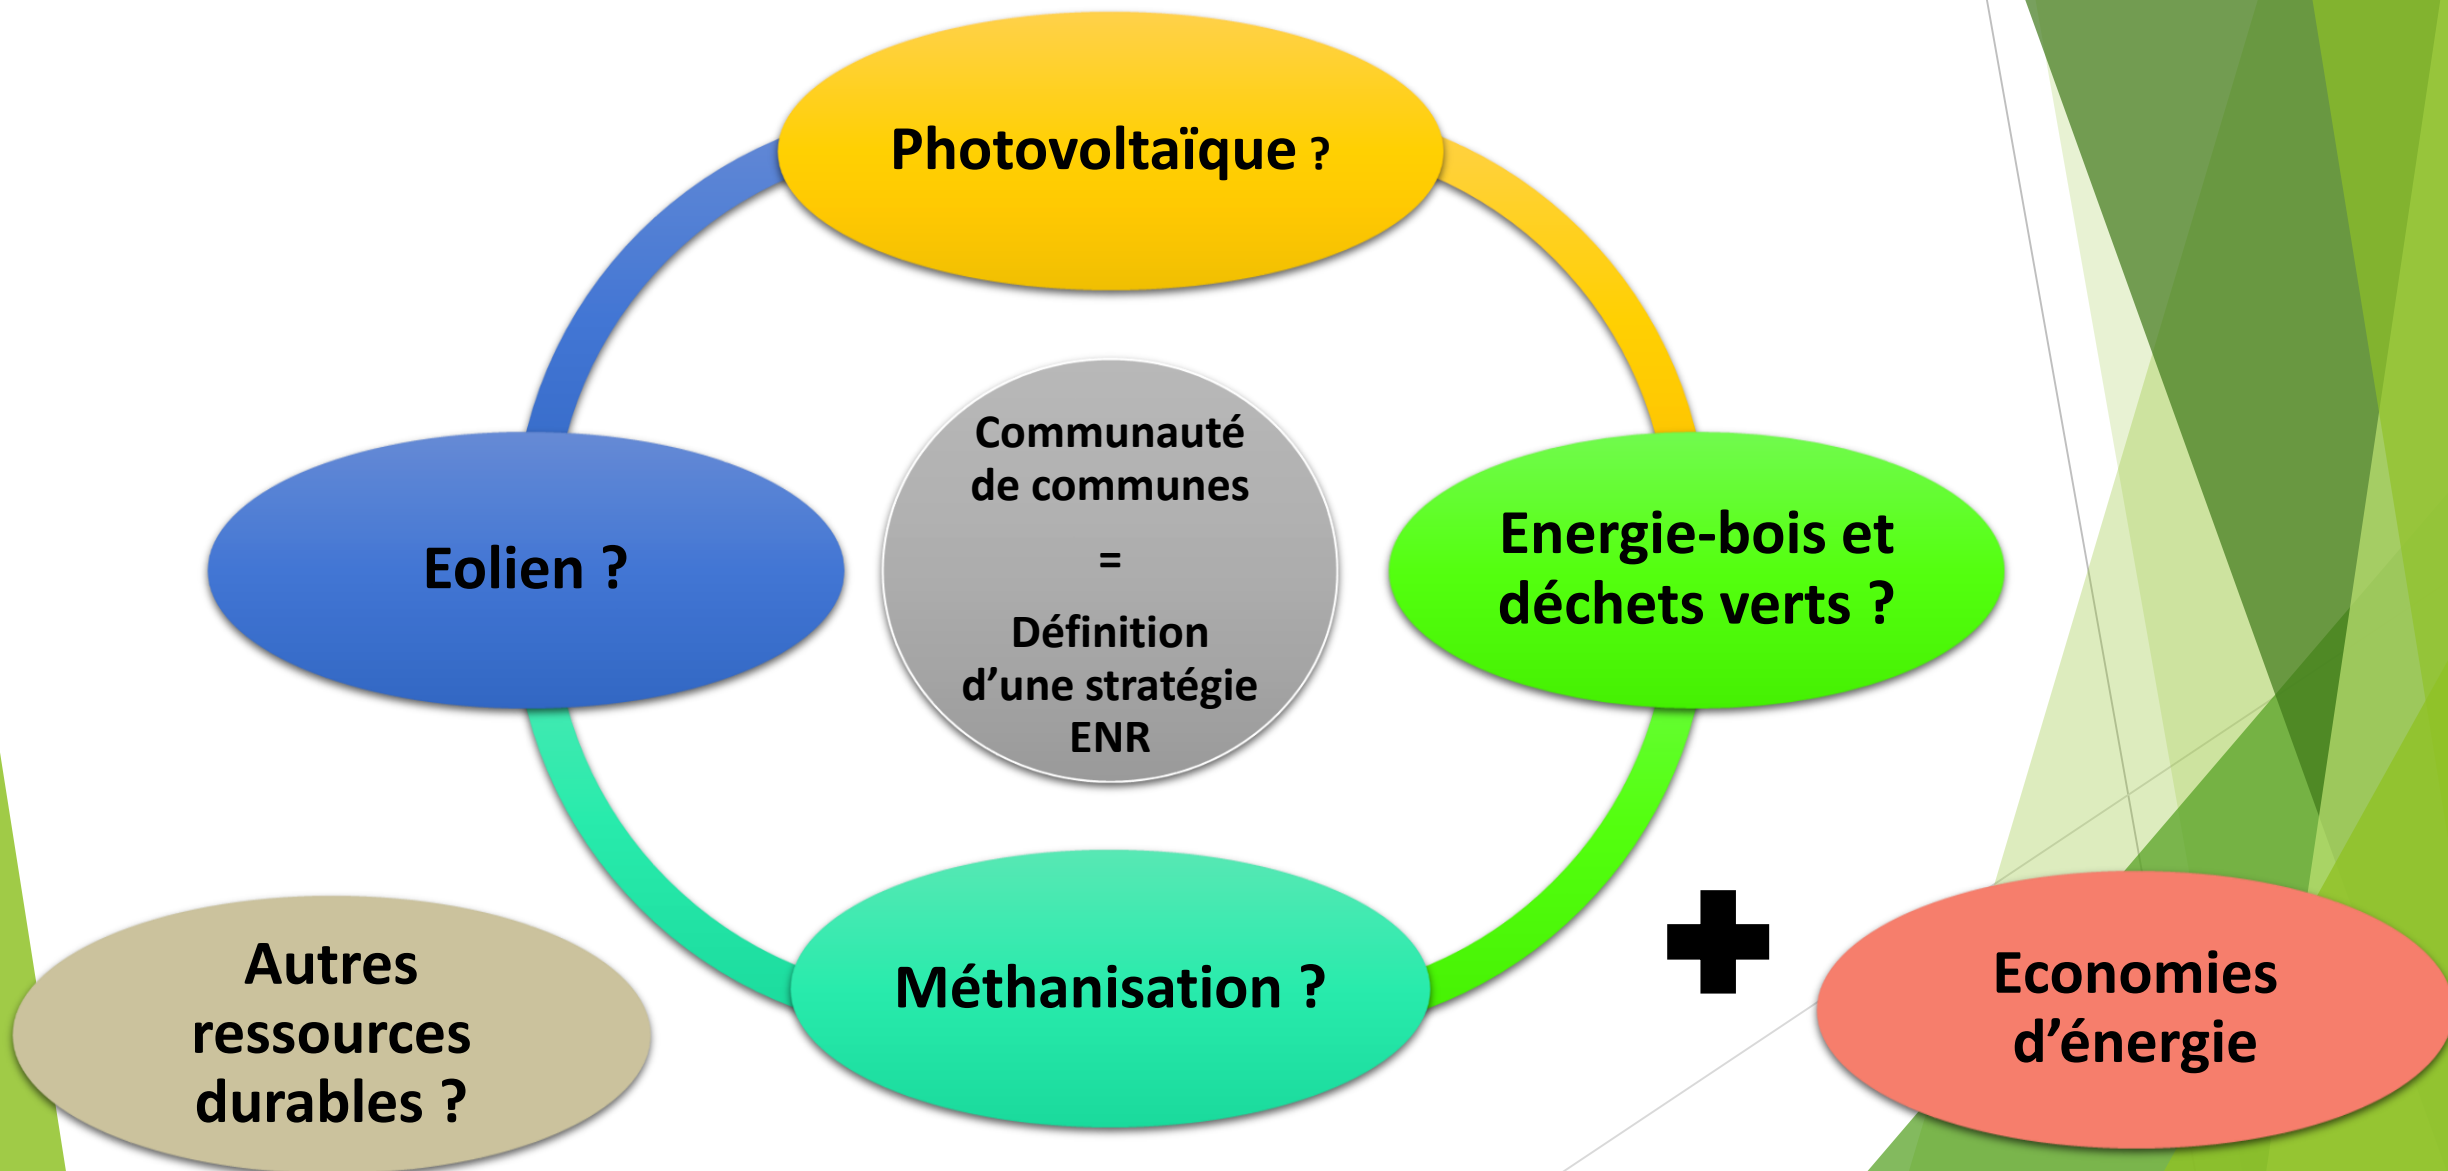 Photovoltaïque ?
Communauté
de communes
=
Définition
d’une stratégie
ENR
Eolien ?
Energie-bois et
déchets verts ?
Méthanisation ?
Autres
ressources
durables ?
Economies
d’énergie